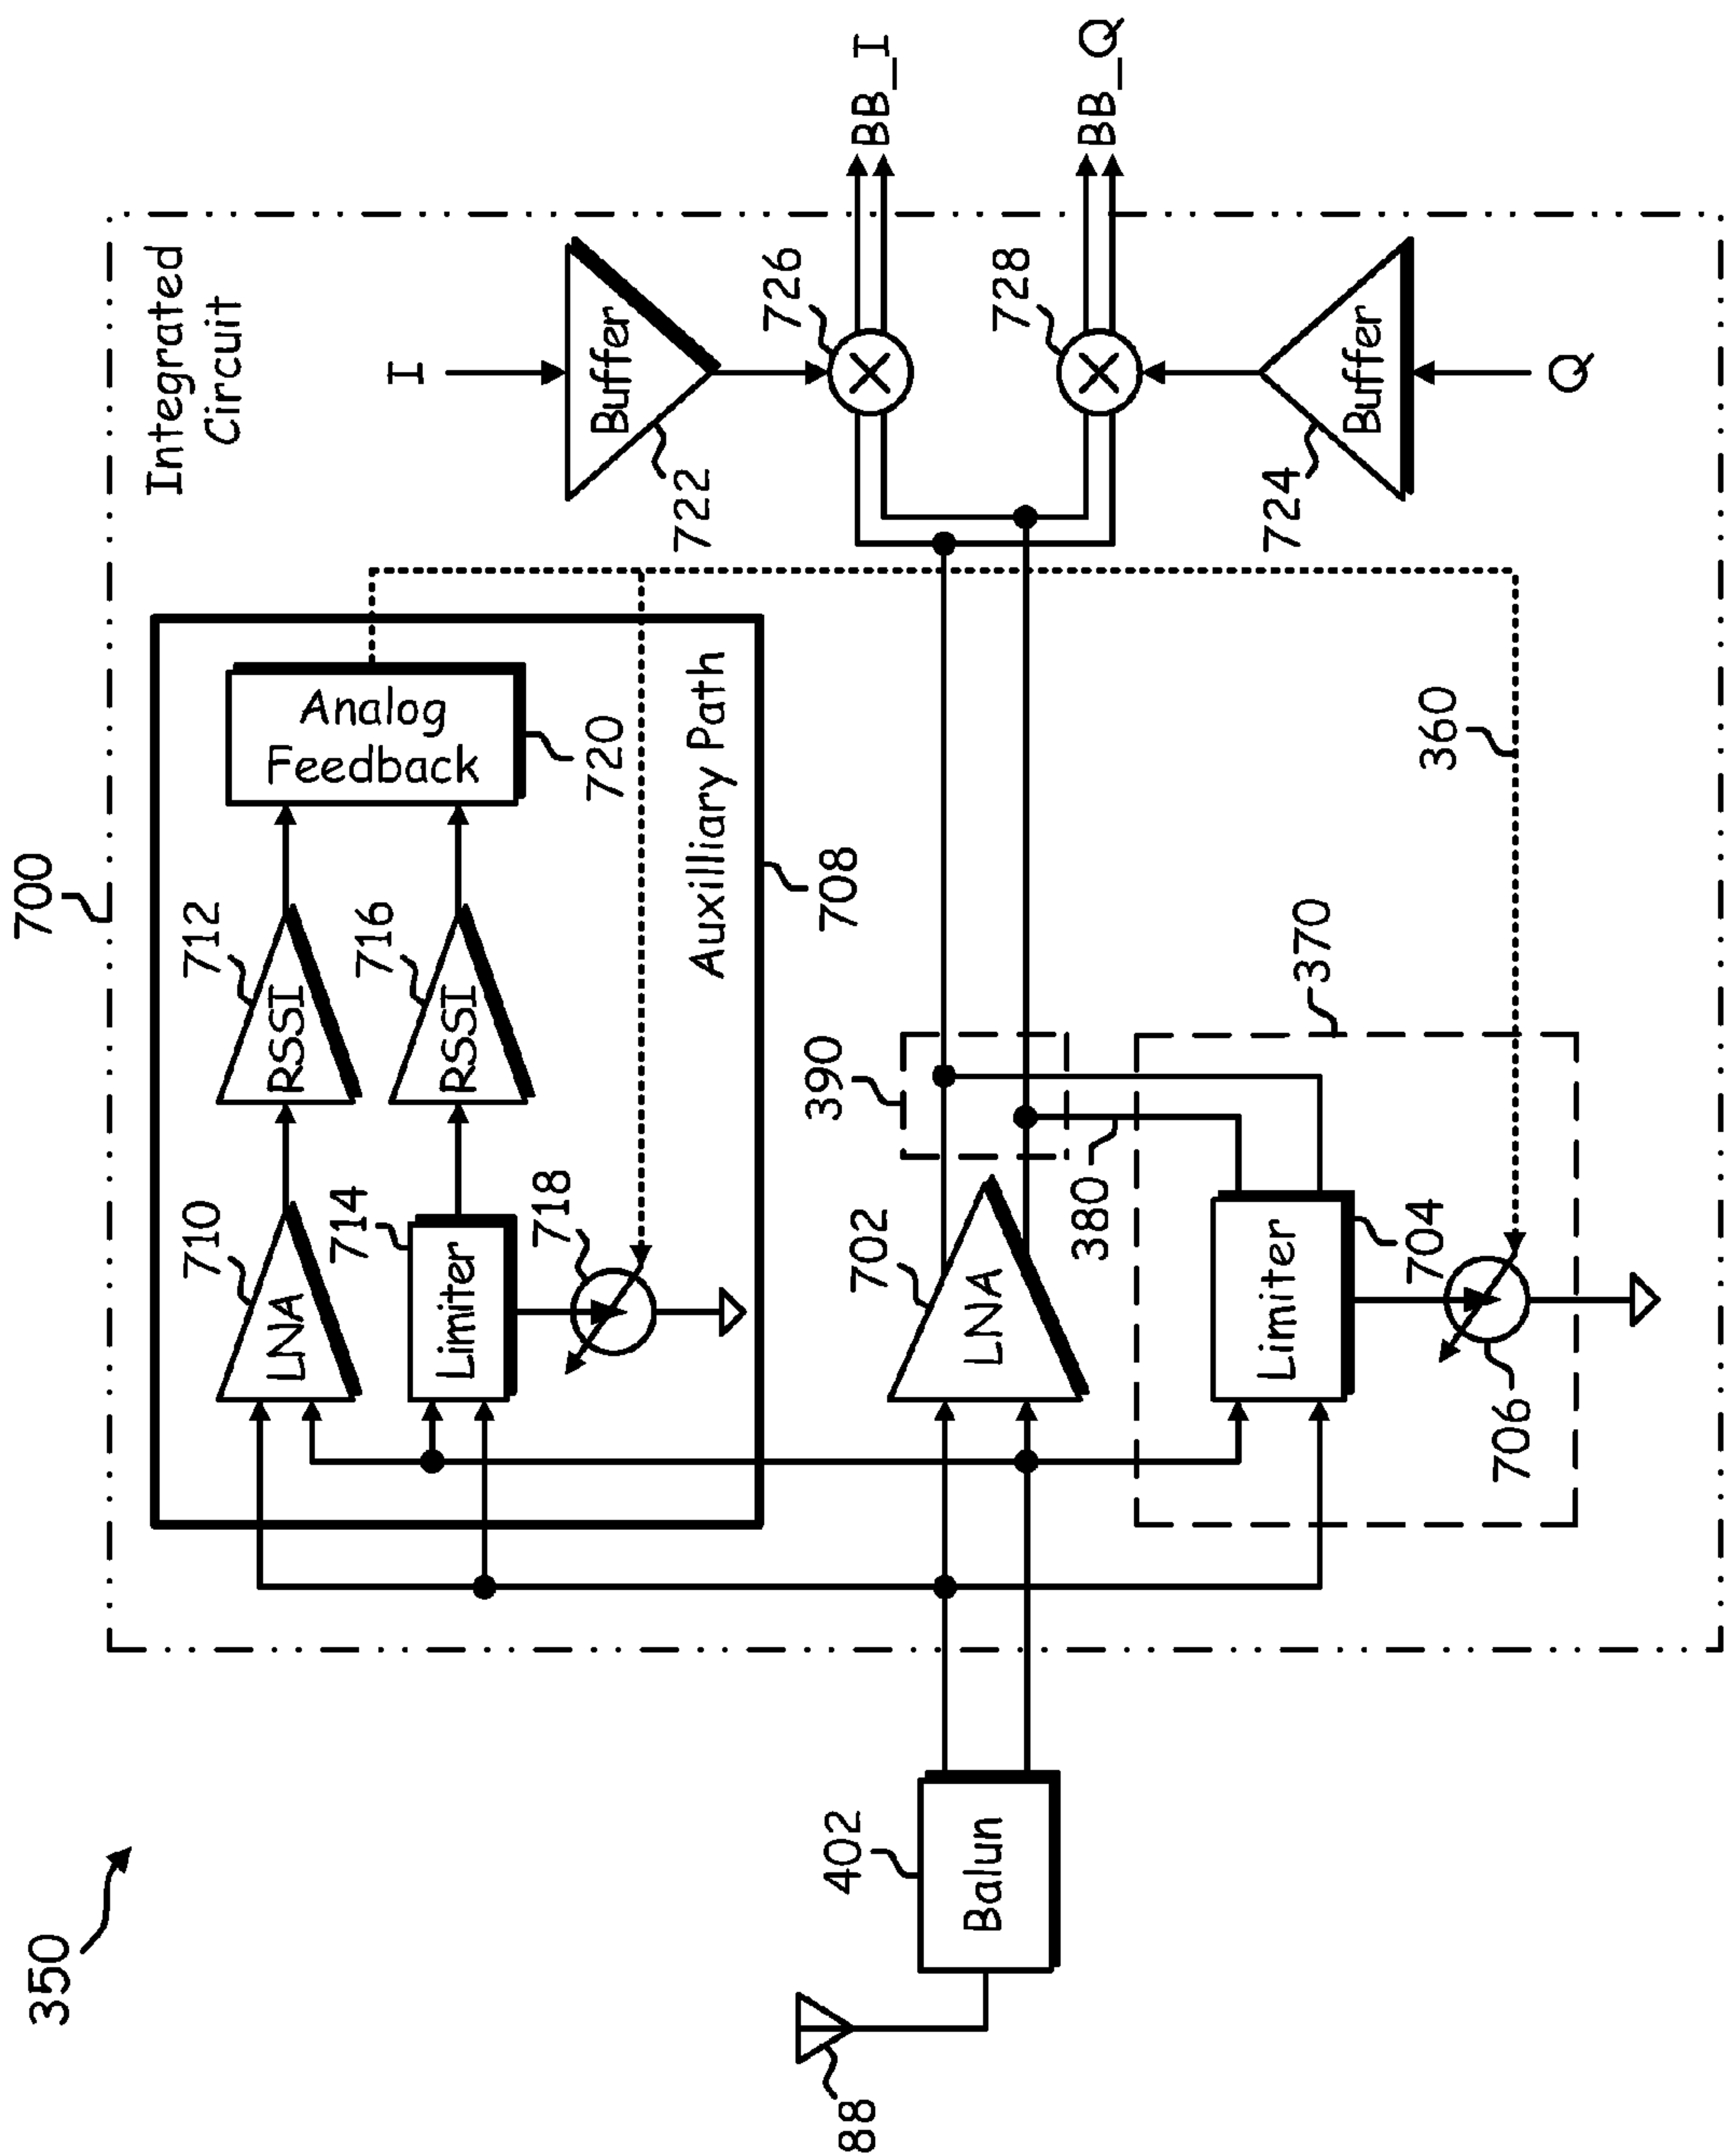 350
700
Integrated
Circuit
710
LNA
712
RSSI
714
Limiter
716
RSSI
718
Analog
Feedback
720
Auxilliary Path
708
I
Buffer
722
726
BB_I
728
BB_Q
Buffer
724
Q
88
402
Balun
702
LNA
390
380
370
360
Limiter
704
706